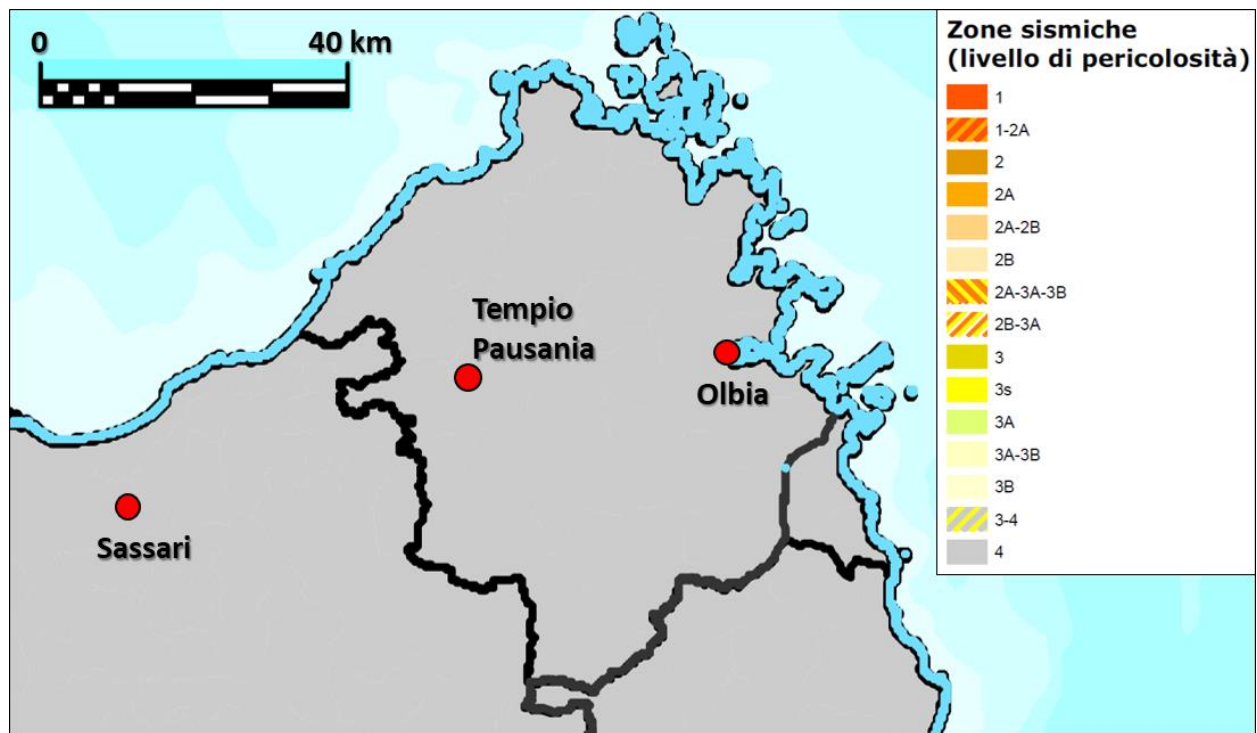 0
40 km
Tempio
Pausania
Olbia
Sassari
Zone sismiche
(livello di pericolosità)
1
1-2A
2
2A
2A-2B
2B
2A-3A-3B
2B-3A
3
3s
3A
3A-3B
3B
3-4
4